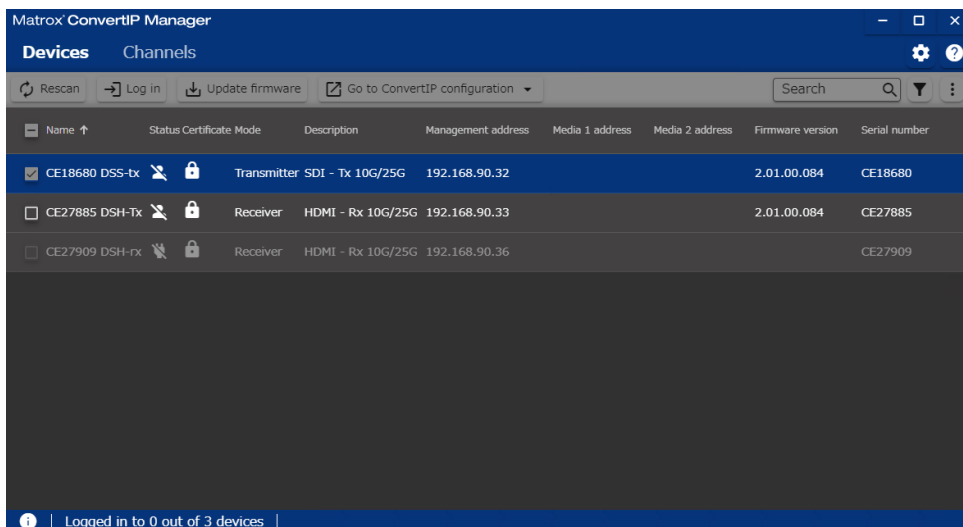 Matrox® ConvertIP Manager
Devices Channels
Rescan Log in Update firmware Go to ConvertIP configuration Search
Name Status Certificate Mode Description Management address Media 1 address Media 2 address Firmware version Serial number
CE18680 DSS-tx Transmitter SDI - Tx 10G/25G 192.168.90.32 2.01.00.084 CE18680
CE27885 DSH-Tx Receiver HDMI - Rx 10G/25G 192.168.90.33 2.01.00.084 CE27885
CE27909 DSH-rx Receiver HDMI - Rx 10G/25G 192.168.90.36 CE27909
Logged in to 0 out of 3 devices